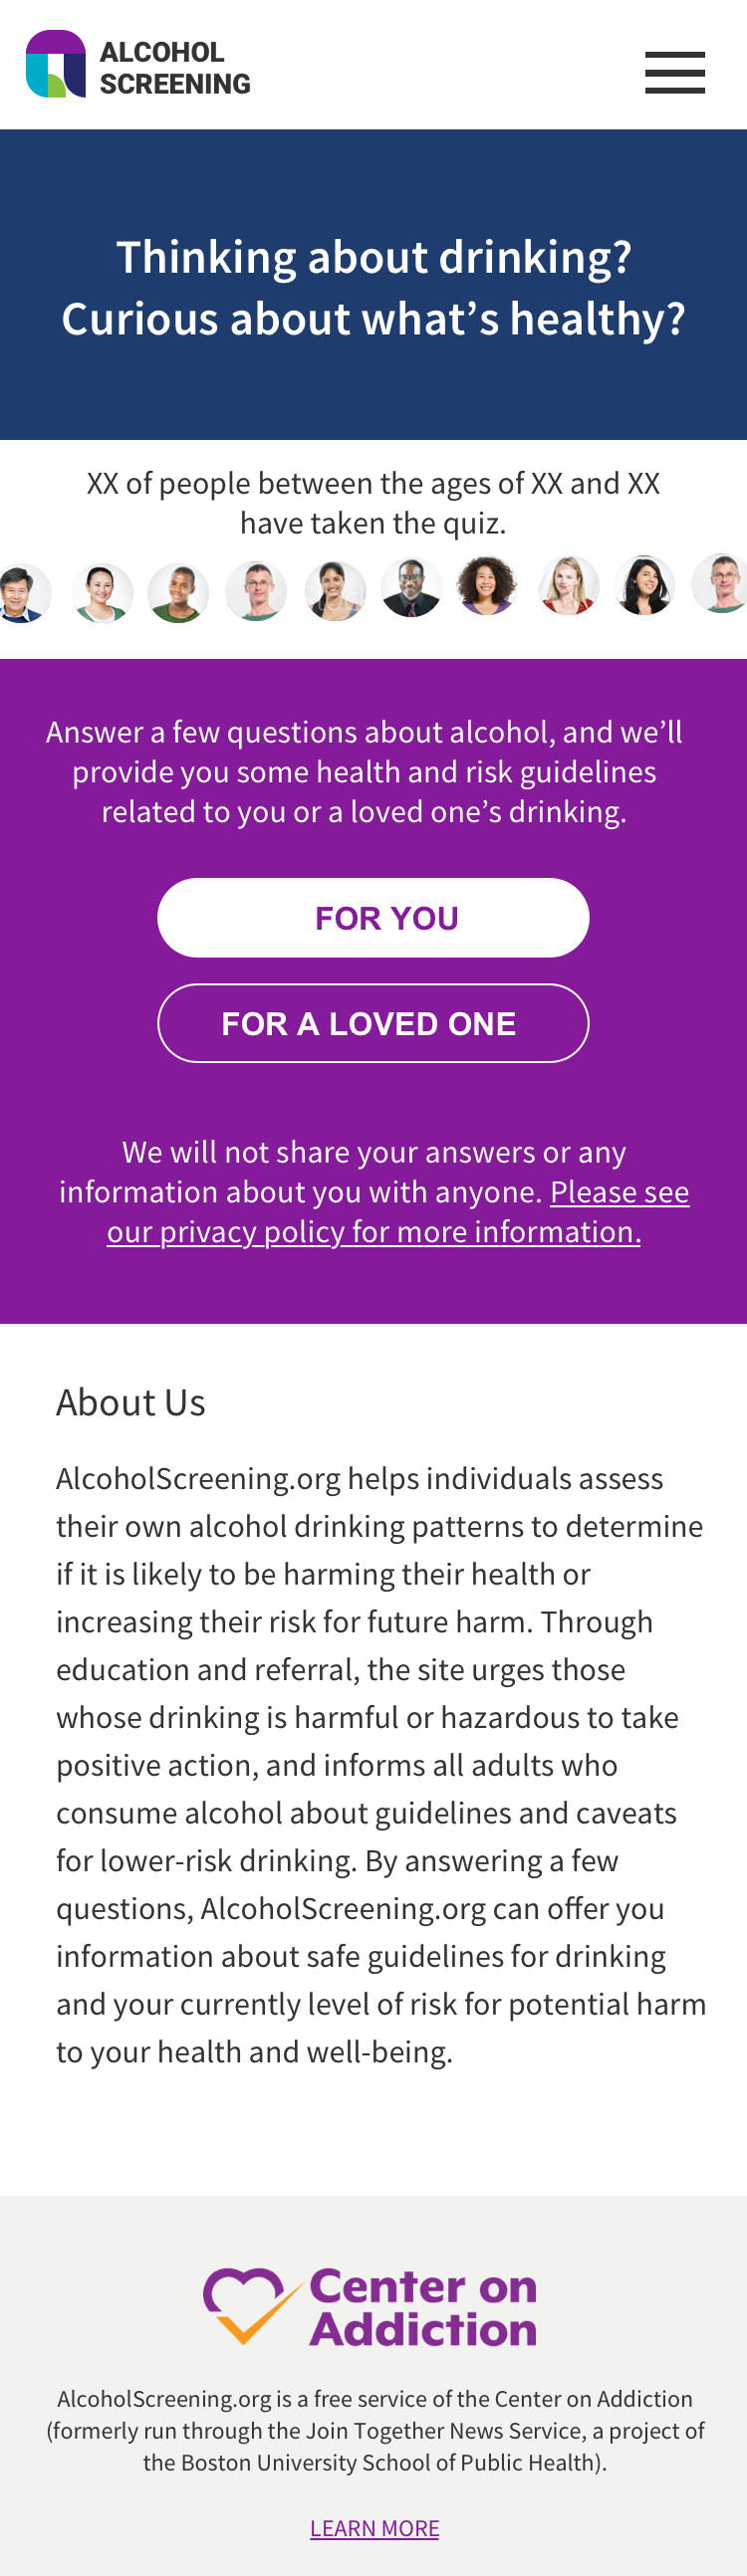 ALCOHOL
SCREENING
Thinking about drinking?
Curious about what’s healthy?
XX of people between the ages of XX and XX
have taken the quiz.
Answer a few questions about alcohol, and we’ll
provide you some health and risk guidelines
related to you or a loved one’s drinking.
FOR YOU
FOR A LOVED ONE
We will not share your answers or any
information about you with anyone. Please see
our privacy policy for more information.
About Us
AlcoholScreening.org helps individuals assess
their own alcohol drinking patterns to determine
if it is likely to be harming their health or
increasing their risk for future harm. Through
education and referral, the site urges those
whose drinking is harmful or hazardous to take
positive action, and informs all adults who
consume alcohol about guidelines and caveats
for lower-risk drinking. By answering a few
questions, AlcoholScreening.org can offer you
information about safe guidelines for drinking
and your currently level of risk for potential harm
to your health and well-being.
Center on
Addiction
AlcoholScreening.org is a free service of the Center on Addiction
(formerly run through the Join Together News Service, a project of
the Boston University School of Public Health).
LEARN MORE